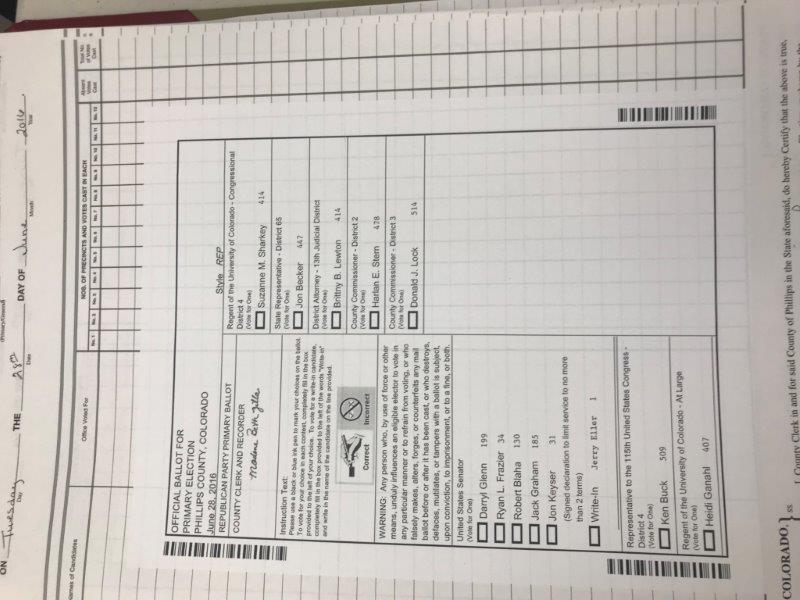 (Primary/General)
ON Tuesday THE 28th DAY OF June 2016
Day Date Month Year
Names of Candidates
Office Voted For
NOS. OF PRECINCTS AND VOTES CAST IN EACH
No. 1 No. 2 No. 3 No. 4 No. 5 No. 6 No. 7 No. 8 No. 9 No. 10 No. 11 No. 12
Absent Votes Cast
Total No. of Votes Cast
OFFICIAL BALLOT FOR
PRIMARY ELECTION
PHILLIPS COUNTY, COLORADO
June 28, 2016
REPUBLICAN PARTY PRIMARY BALLOT
Style REP
COUNTY CLERK AND RECORDER
Instruction Text:
Please use a black or blue ink pen to mark your choices on the ballot.
To vote for your choice in each contest, completely fill in the box
provided to the left of your choice. To vote for a write-in candidate,
completely fill in the box provided to the left of the words "Write-in"
and write in the name of the candidate on the line provided.
Correct Incorrect
WARNING: Any person who, by use of force or other
means, unduly influences an eligible elector to vote in
any particular manner or to refrain from voting, or who
falsely makes, alters, forges, or counterfeits any mail
ballot before or after it has been cast, or who destroys,
defaces, mutilates, or tampers with a ballot is subject,
upon conviction, to imprisonment, or to a fine, or both.
United States Senator
(Vote for One)
Darryl Glenn 199
Ryan L. Frazier 34
Robert Blaha 130
Jack Graham 185
Jon Keyser 31
(Signed declaration to limit service to no more
than 2 terms)
Write-In Jerry Eller 1
Representative to the 115th United States Congress -
District 4
(Vote for One)
Ken Buck 509
Regent of the University of Colorado - At Large
(Vote for One)
Heidi Ganahl 407
Regent of the University of Colorado - Congressional
District 4
(Vote for One)
Suzanne M. Sharkey 414
State Representative - District 65
(Vote for One)
Jon Becker 447
District Attorney - 13th Judicial District
(Vote for One)
Brittny B. Lewton 414
County Commissioner - District 2
(Vote for One)
Harlan E. Stern 478
County Commissioner - District 3
(Vote for One)
Donald J. Lock 514
COLORADO, } ss.
I, County Clerk in and for said County of Phillips in the State aforesaid, do hereby Certify that the above is true,